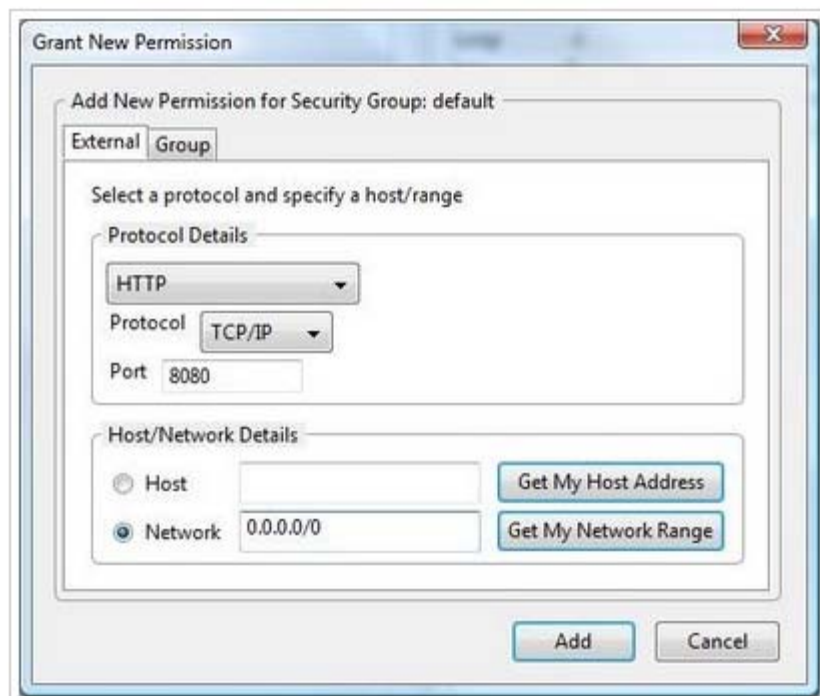 Grant New Permission
Add New Permission for Security Group: default
External Group
Select a protocol and specify a host/range
Protocol Details
HTTP
Protocol TCP/IP
Port 8080
Host/Network Details
Host Get My Host Address
Network 0.0.0.0/0 Get My Network Range
Add Cancel